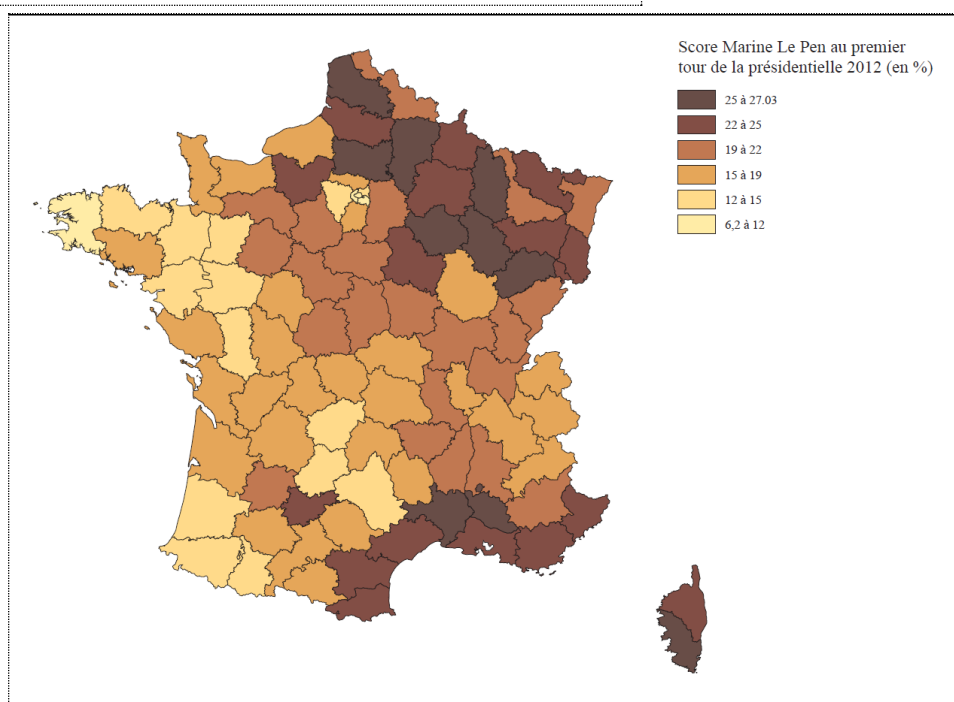 Score Marine Le Pen au premier
tour de la présidentielle 2012 (en %)
25 à 27.03
22 à 25
19 à 22
15 à 19
12 à 15
6,2 à 12